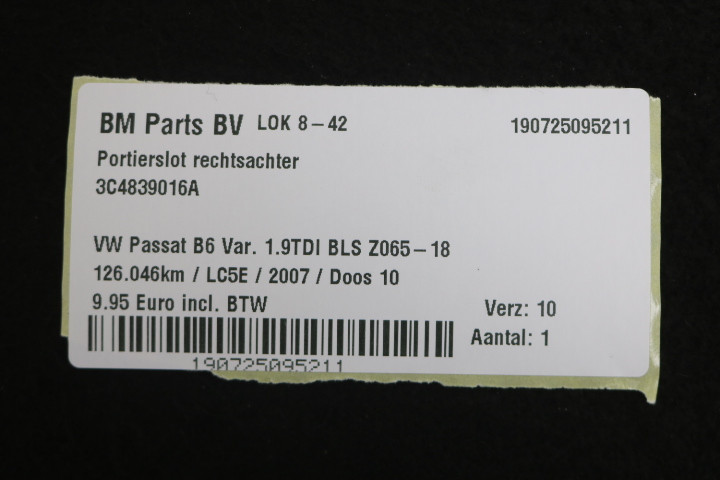 BM Parts BV LOK 8-42 190725095211
Portierslot rechtsachter
3C4839016A
VW Passat B6 Var. 1.9TDI BLS Z065-18
126.046km / LC5E / 2007 / Doos 10
9.95 Euro incl. BTW
Verz: 10
Aantal: 1
190725095211